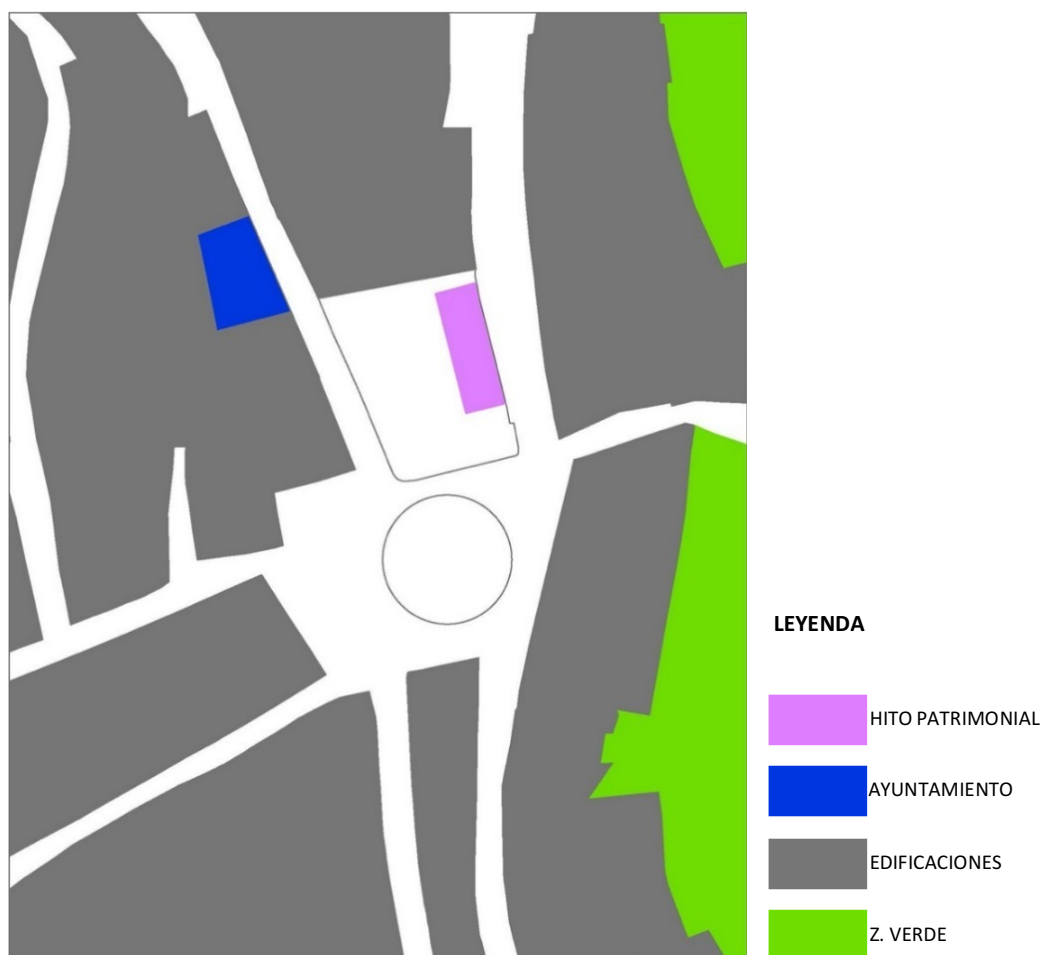 LEYENDA
HITO PATRIMONIAL
AYUNTAMIENTO
EDIFICACIONES
Z. VERDE